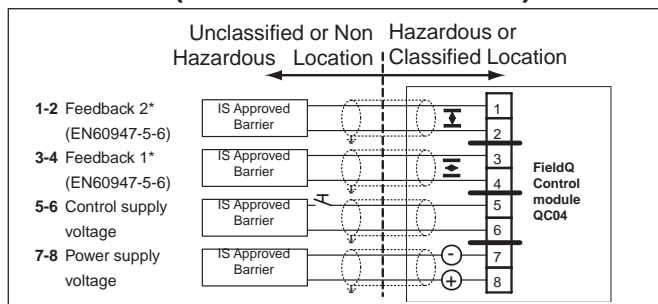 Unclassified or Non Hazardous or
Hazardous Location Classified Location
1-2 Feedback 2* IS Approved 1
(EN60947-5-6) Barrier 2
3-4 Feedback 1* IS Approved 3
(EN60947-5-6) Barrier 4
5-6 Control supply IS Approved 5
voltage Barrier 6
7-8 Power supply IS Approved - 7
voltage Barrier + 8
FieldQ
Control
module
QC04